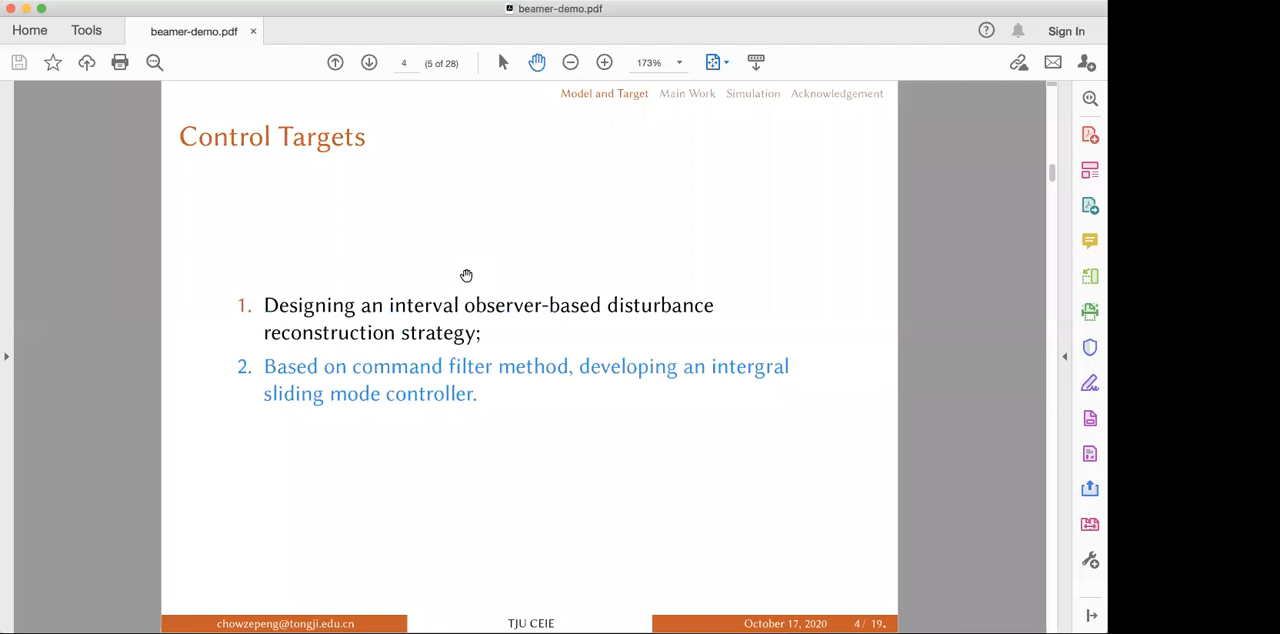 beamer-demo.pdf
Home Tools beamer-demo.pdf × Sign In
4 (5 of 28) 173%
Model and Target Main Work Simulation Acknowledgement
Control Targets
1. Designing an interval observer-based disturbance
reconstruction strategy;
2. Based on command filter method, developing an intergral
sliding mode controller.
chowzepeng@tongji.edu.cn TJU CEIE October 17, 2020 4/ 19.